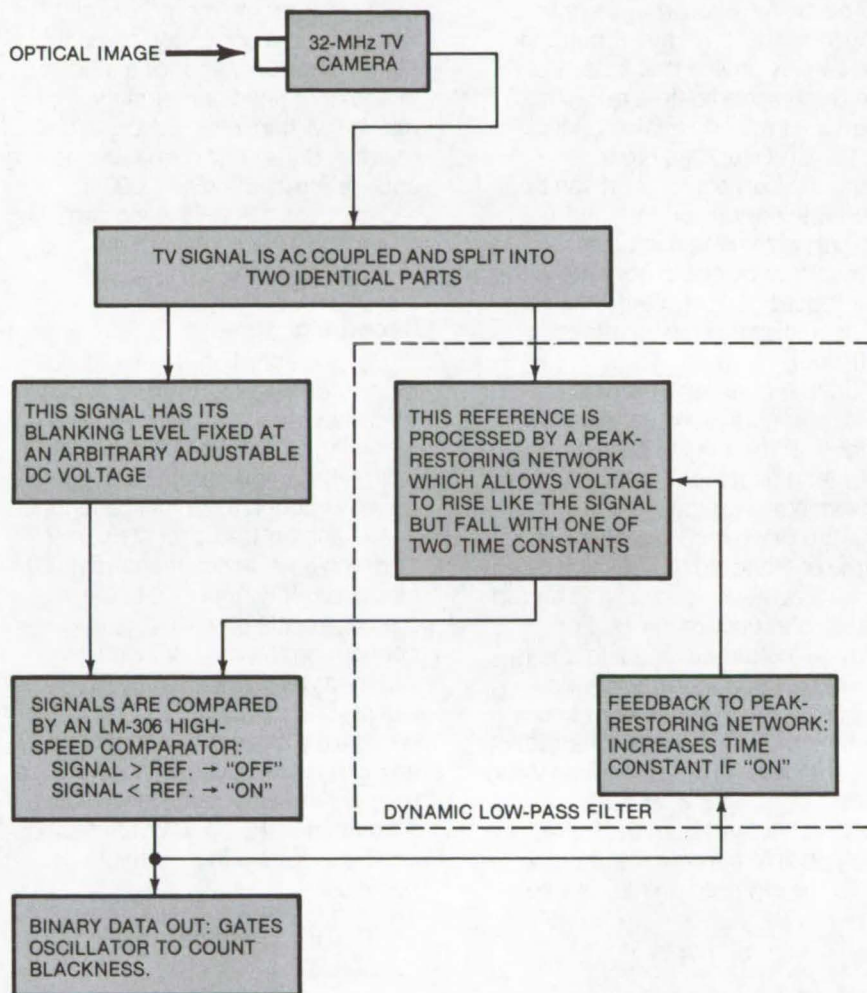 OPTICAL IMAGE
32-MHz TV
CAMERA
TV SIGNAL IS AC COUPLED AND SPLIT INTO
TWO IDENTICAL PARTS
THIS SIGNAL HAS ITS
BLANKING LEVEL FIXED AT
AN ARBITRARY ADJUSTABLE
DC VOLTAGE
THIS REFERENCE IS
PROCESSED BY A PEAK-
RESTORING NETWORK
WHICH ALLOWS VOLTAGE
TO RISE LIKE THE SIGNAL
BUT FALL WITH ONE OF
TWO TIME CONSTANTS
SIGNALS ARE COMPARED
BY AN LM-306 HIGH-
SPEED COMPARATOR:
SIGNAL > REF. → "OFF"
SIGNAL < REF. → "ON"
FEEDBACK TO PEAK-
RESTORING NETWORK:
INCREASES TIME
CONSTANT IF "ON"
DYNAMIC LOW-PASS FILTER
BINARY DATA OUT: GATES
OSCILLATOR TO COUNT
BLACKNESS.